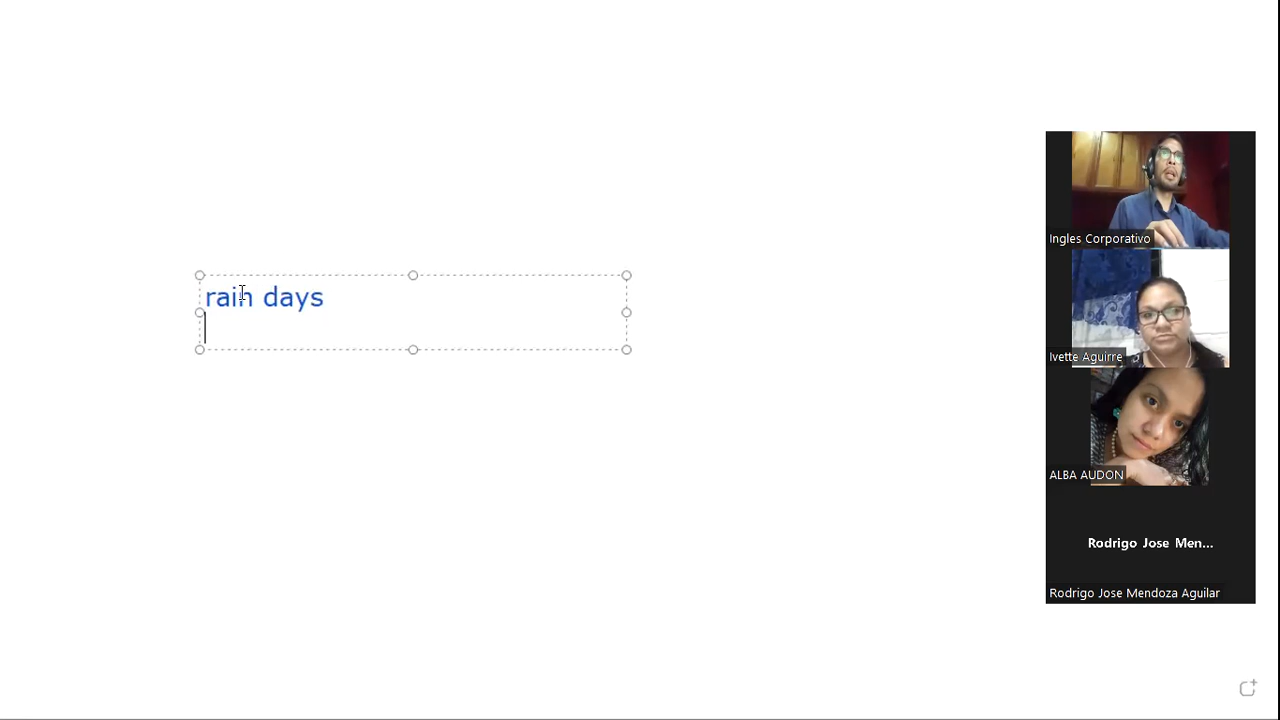 rain days
Ingles Corporativo
Ivette Aguirre
ALBA AUDON
Rodrigo Jose Men...
Rodrigo Jose Mendoza Aguilar